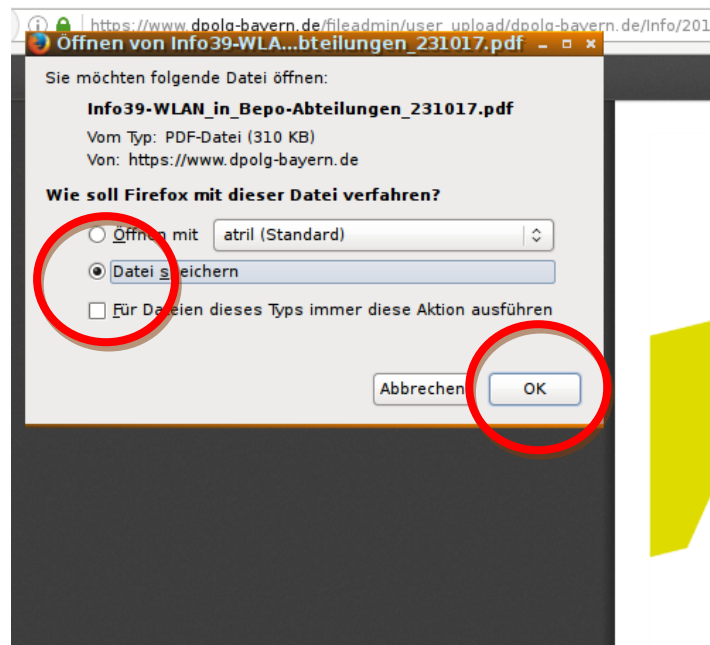 https://www.dpolg-bayern.de/fileadmin/user_upload/dpolg-bayern.de/Info/201
Öffnen von Info39-WLA...bteilungen_231017.pdf
Sie möchten folgende Datei öffnen:
Info39-WLAN_in_Bepo-Abteilungen_231017.pdf
Vom Typ: PDF-Datei (310 KB)
Von: https://www.dpolg-bayern.de
Wie soll Firefox mit dieser Datei verfahren?
Öffnen mit atril (Standard)
Datei speichern
Für Dateien dieses Typs immer diese Aktion ausführen
Abbrechen OK